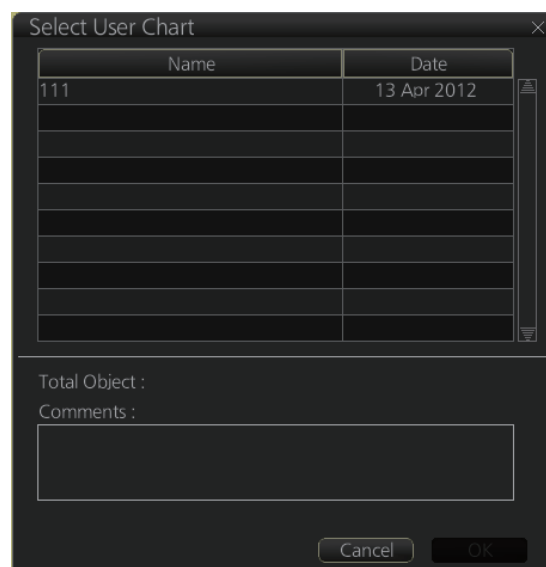 Select User Chart
Name Date
111 13 Apr 2012
Total Object :
Comments :
Cancel OK